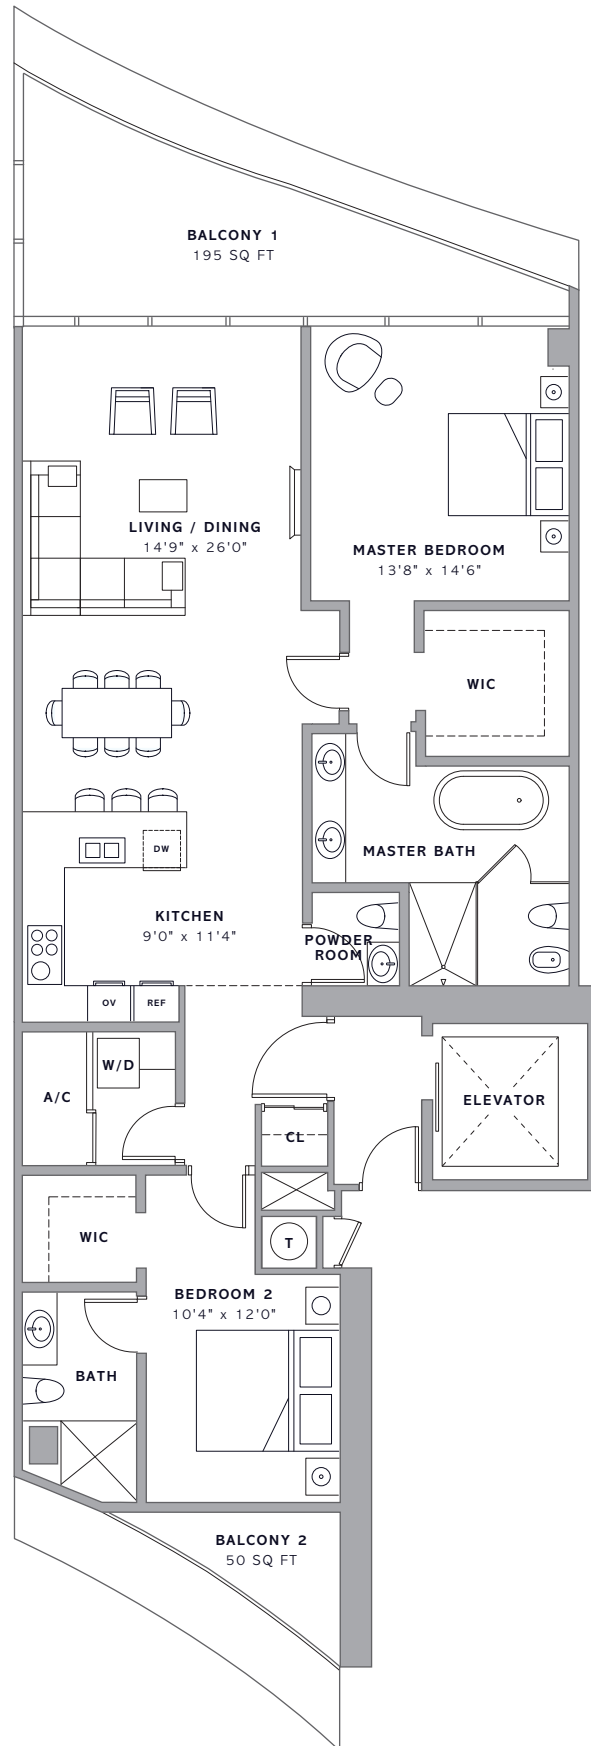 BALCONY 1
195 SQ FT
LIVING / DINING
14'9" x 26'0"
MASTER BEDROOM
13'8" x 14'6"
WIC
DW
MASTER BATH
KITCHEN
9'0" x 11'4"
POWDER
ROOM
OV
REF
W/D
A/C
ELEVATOR
CL
WIC
T
BEDROOM 2
10'4" x 12'0"
BATH
BALCONY 2
50 SQ FT